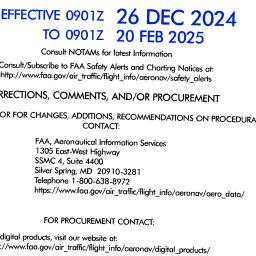 EFFECTIVE 0901Z 26 DEC 2024
TO 0901Z 20 FEB 2025
Consult NOTAMs for latest information
Consult/Subscribe to FAA Safety Alerts and Charting Notices at:
http://www.faa.gov/air_traffic/flight_info/aeronav/safety_alerts
RRECTIONS, COMMENTS, AND/OR PROCUREMENT
OR FOR CHANGES, ADDITIONS, RECOMMENDATIONS ON PROCEDURA
CONTACT:
FAA, Aeronautical Information Services
1305 East-West Highway
SSMC 4, Suite 4400
Silver Spring, MD 20910-3281
Telephone 1-800-638-8972
https://www.faa.gov/air_traffic/flight_info/aeronav/aero_data/
FOR PROCUREMENT CONTACT:
digital products, visit our website at:
://www.faa.gov/air_traffic/flight_info/aeronav/digital_products/